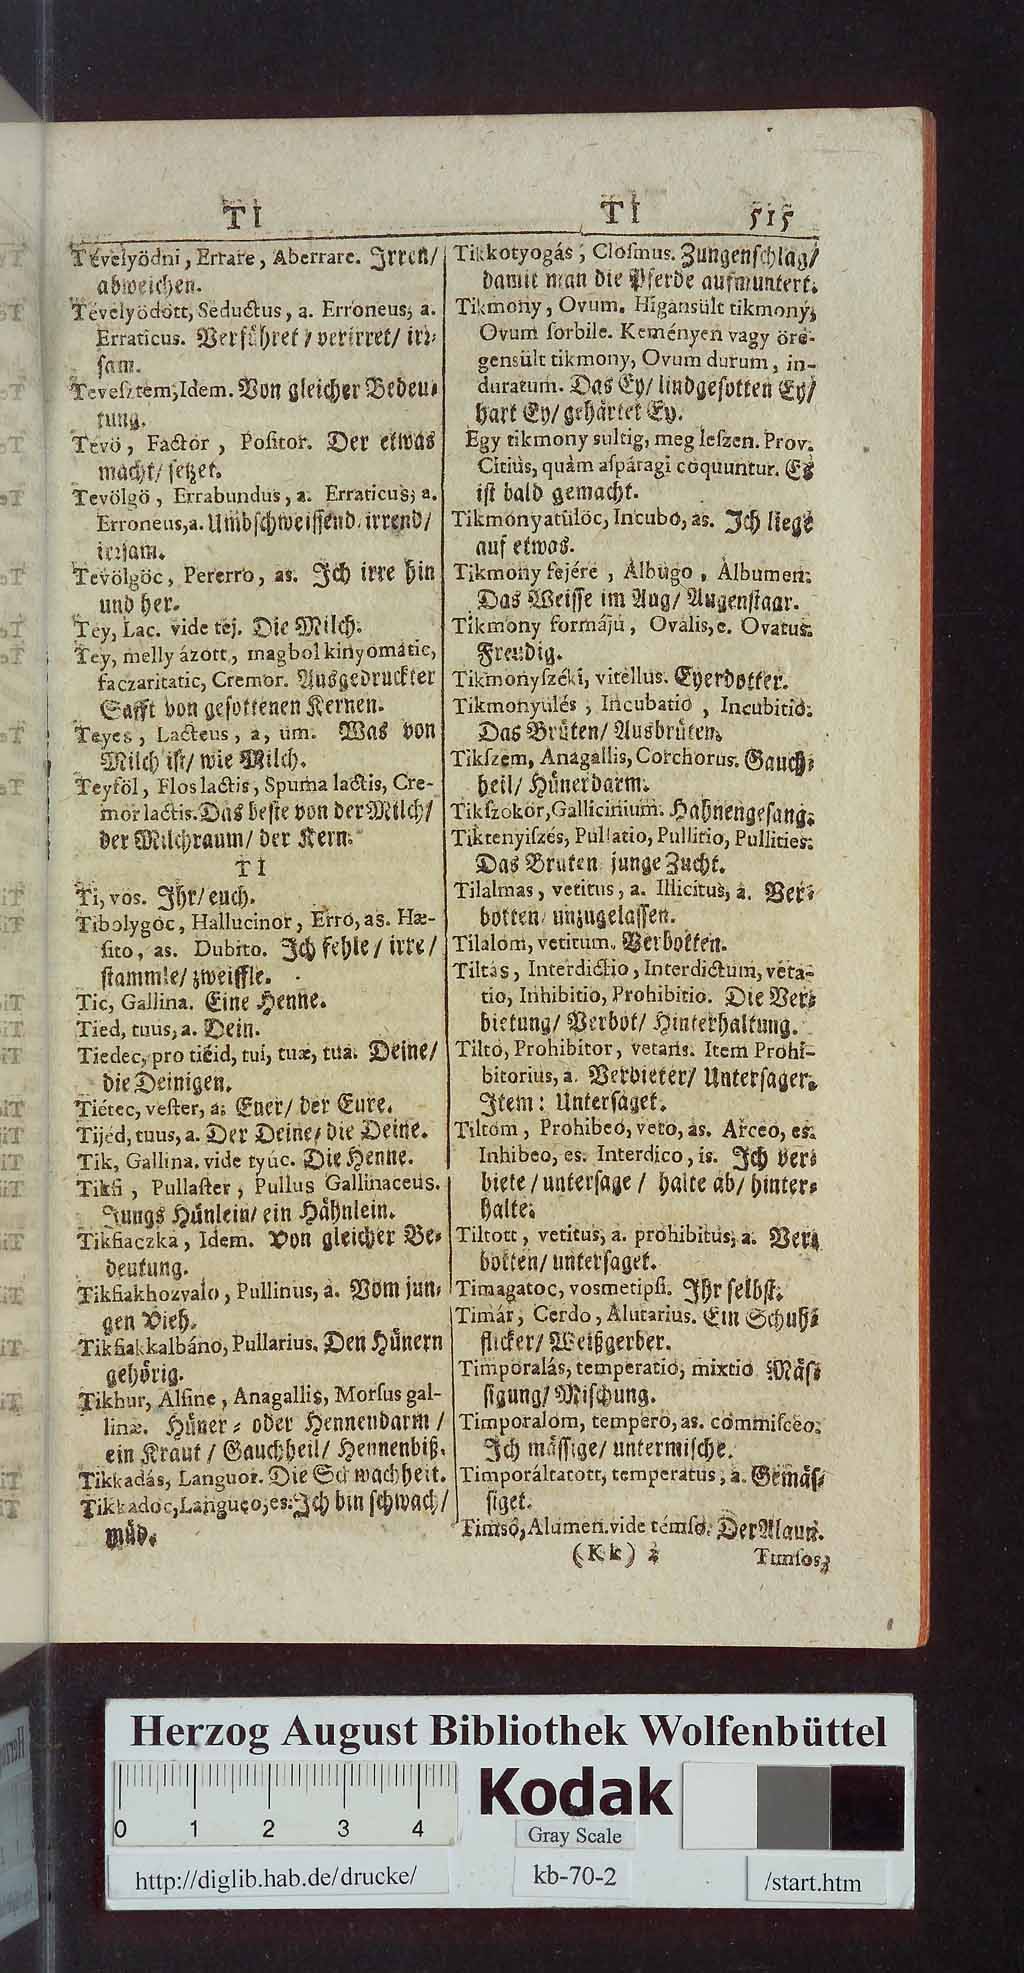 TI
TI 515
Tévelyödni, Errare, Aberrare. Irren/
abweichen.
Tévelyödött, Seductus, a. Erroneus, a.
Erraticus. Verführet/ verirret/ irr-
sam.
Tevesztem, Idem. Von gleicher Bedeu-
tung.
Tevö, Factor, Positor. Der etwas
macht/ setzet.
Tevölgö, Errabundus, a. Erraticus, a.
Erroneus, a. Umbschweiffend, irrend/
irrsam.
Tevölgöc, Pererro, as. Ich irre hin
und her.
Tey, Lac. vide tej. Die Milch.
Tey, melly ázott, magbol kinyomátic,
faczaritatic, Cremor. Ausgedruckter
Safft von gesottenen Kernen.
Teyes, Lacteus, a, um. Was von
Milch ist/ wie Milch.
Teyföl, Flos lactis, Spuma lactis, Cre-
mor lactis. Das beste von der Milch/
der Milchraum/ der Kern.
TI
Ti, vos. Ihr/ euch.
Tibolygoc, Hallucinor, Erro, as. Hæ-
sito, as. Dubito. Ich fehle/ irre/
stammle/ zweiffle.
Tic, Gallina. Eine Henne.
Tied, tuus, a. Dein.
Tiedec, pro ticid, tui, tuæ, tua. Deine/
die Deinigen.
Tiétec, vester, a. Euer/ der Eure.
Tijéd, tuus, a. Der Deine/ die Deine.
Tik, Gallina. vide tyúc. Die Henne.
Tikfi, Pullaster, Pullus Gallinaceus.
Jungs Hünlein/ ein Hähnlein.
Tikfiaczka, Idem. Von gleicher Be-
deutung.
Tikfiakhozvalo, Pullinus, a. Vom jun-
gen Vieh.
Tikfiakkalbáno, Pullarius. Den Hünern
gehörig.
Tikhur, Alsine, Anagallis, Morsus gal-
linæ. Hüner- oder Hennendarm/
ein Kraut/ Gauchheil/ Hennenbiß.
Tikkadás, Languor. Die Schwachheit.
Tikkadoc, Langueo, es. Ich bin schwach/
müd.
Tikkotyogás, Closmus. Zungenschlag/
damit man die Pferde aufmuntert.
Tikmony, Ovum. Higansült tikmony,
Ovum sorbile. Keményen vagy öre-
gensült tikmony, Ovum durum, in-
duratum. Das Ey/ lindgesotten Ey/
hart Ey/ gehärtet Ey.
Egy tikmony sultig, meg leszen. Prov.
Citiùs, quàm aspáragi coquuntur. Es
ist bald gemacht.
Tikmonyatülöc, Incubo, as. Ich liege
auf etwas.
Tikmony fejére, Albugo, Albumen.
Das Weisse im Aug/ Augenstaar.
Tikmony formájú, Ovalis, e. Ovatus.
Freudig.
Tikmonyszéki, vitellus. Eyerdotter.
Tikmonyülés, Incubatio, Incubitio.
Das Brüten/ Ausbrüten.
Tikszem, Anagallis, Corchorus. Gauch-
heil/ Hünerdarm.
Tikszokor, Gallicinium. Hahnengesang.
Tiktenyiszés, Pullatio, Pullitio, Pullities.
Das Bruten junge Zucht.
Tilalmas, vetitus, a. Illicitus, a. Ver-
botten/ unzugelassen.
Tilalom, vetitum. Verbotten.
Tiltás, Interdictio, Interdictum, veta-
tio, Inhibitio, Prohibitio. Die Ver-
bietung/ Verbot/ Hinterhaltung.
Tiltó, Prohibitor, vetans. Item Prohi-
bitorius, a. Verbieter/ Untersager.
Item: Untersaget.
Tiltom, Prohibeo, veto, as. Arceo, es.
Inhibeo, es. Interdico, is. Ich ver-
biete/ untersage/ halte ab/ hinter-
halte.
Tiltott, vetitus, a. prohibitus, a. Ver-
botten/ untersaget.
Timagatoc, vosmetipsi. Ihr selbst.
Timár, Cerdo, Alutarius. Ein Schuh-
flicker/ Weißgerber.
Timporalás, temperatio, mixtio. Mäs-
sigung/ Mischung.
Timporalom, tempero, as. commisceo.
Ich mässige/ untermische.
Timporáltatott, temperatus, a. Gemäs-
siget.
Timsó, Alumen. vide témso. Der Alaun.
(Kk) 2 Timsos,
Herzog August Bibliothek Wolfenbüttel
Kodak
0 1 2 3 4
Gray Scale
http://diglib.hab.de/drucke/
kb-70-2
/start.htm